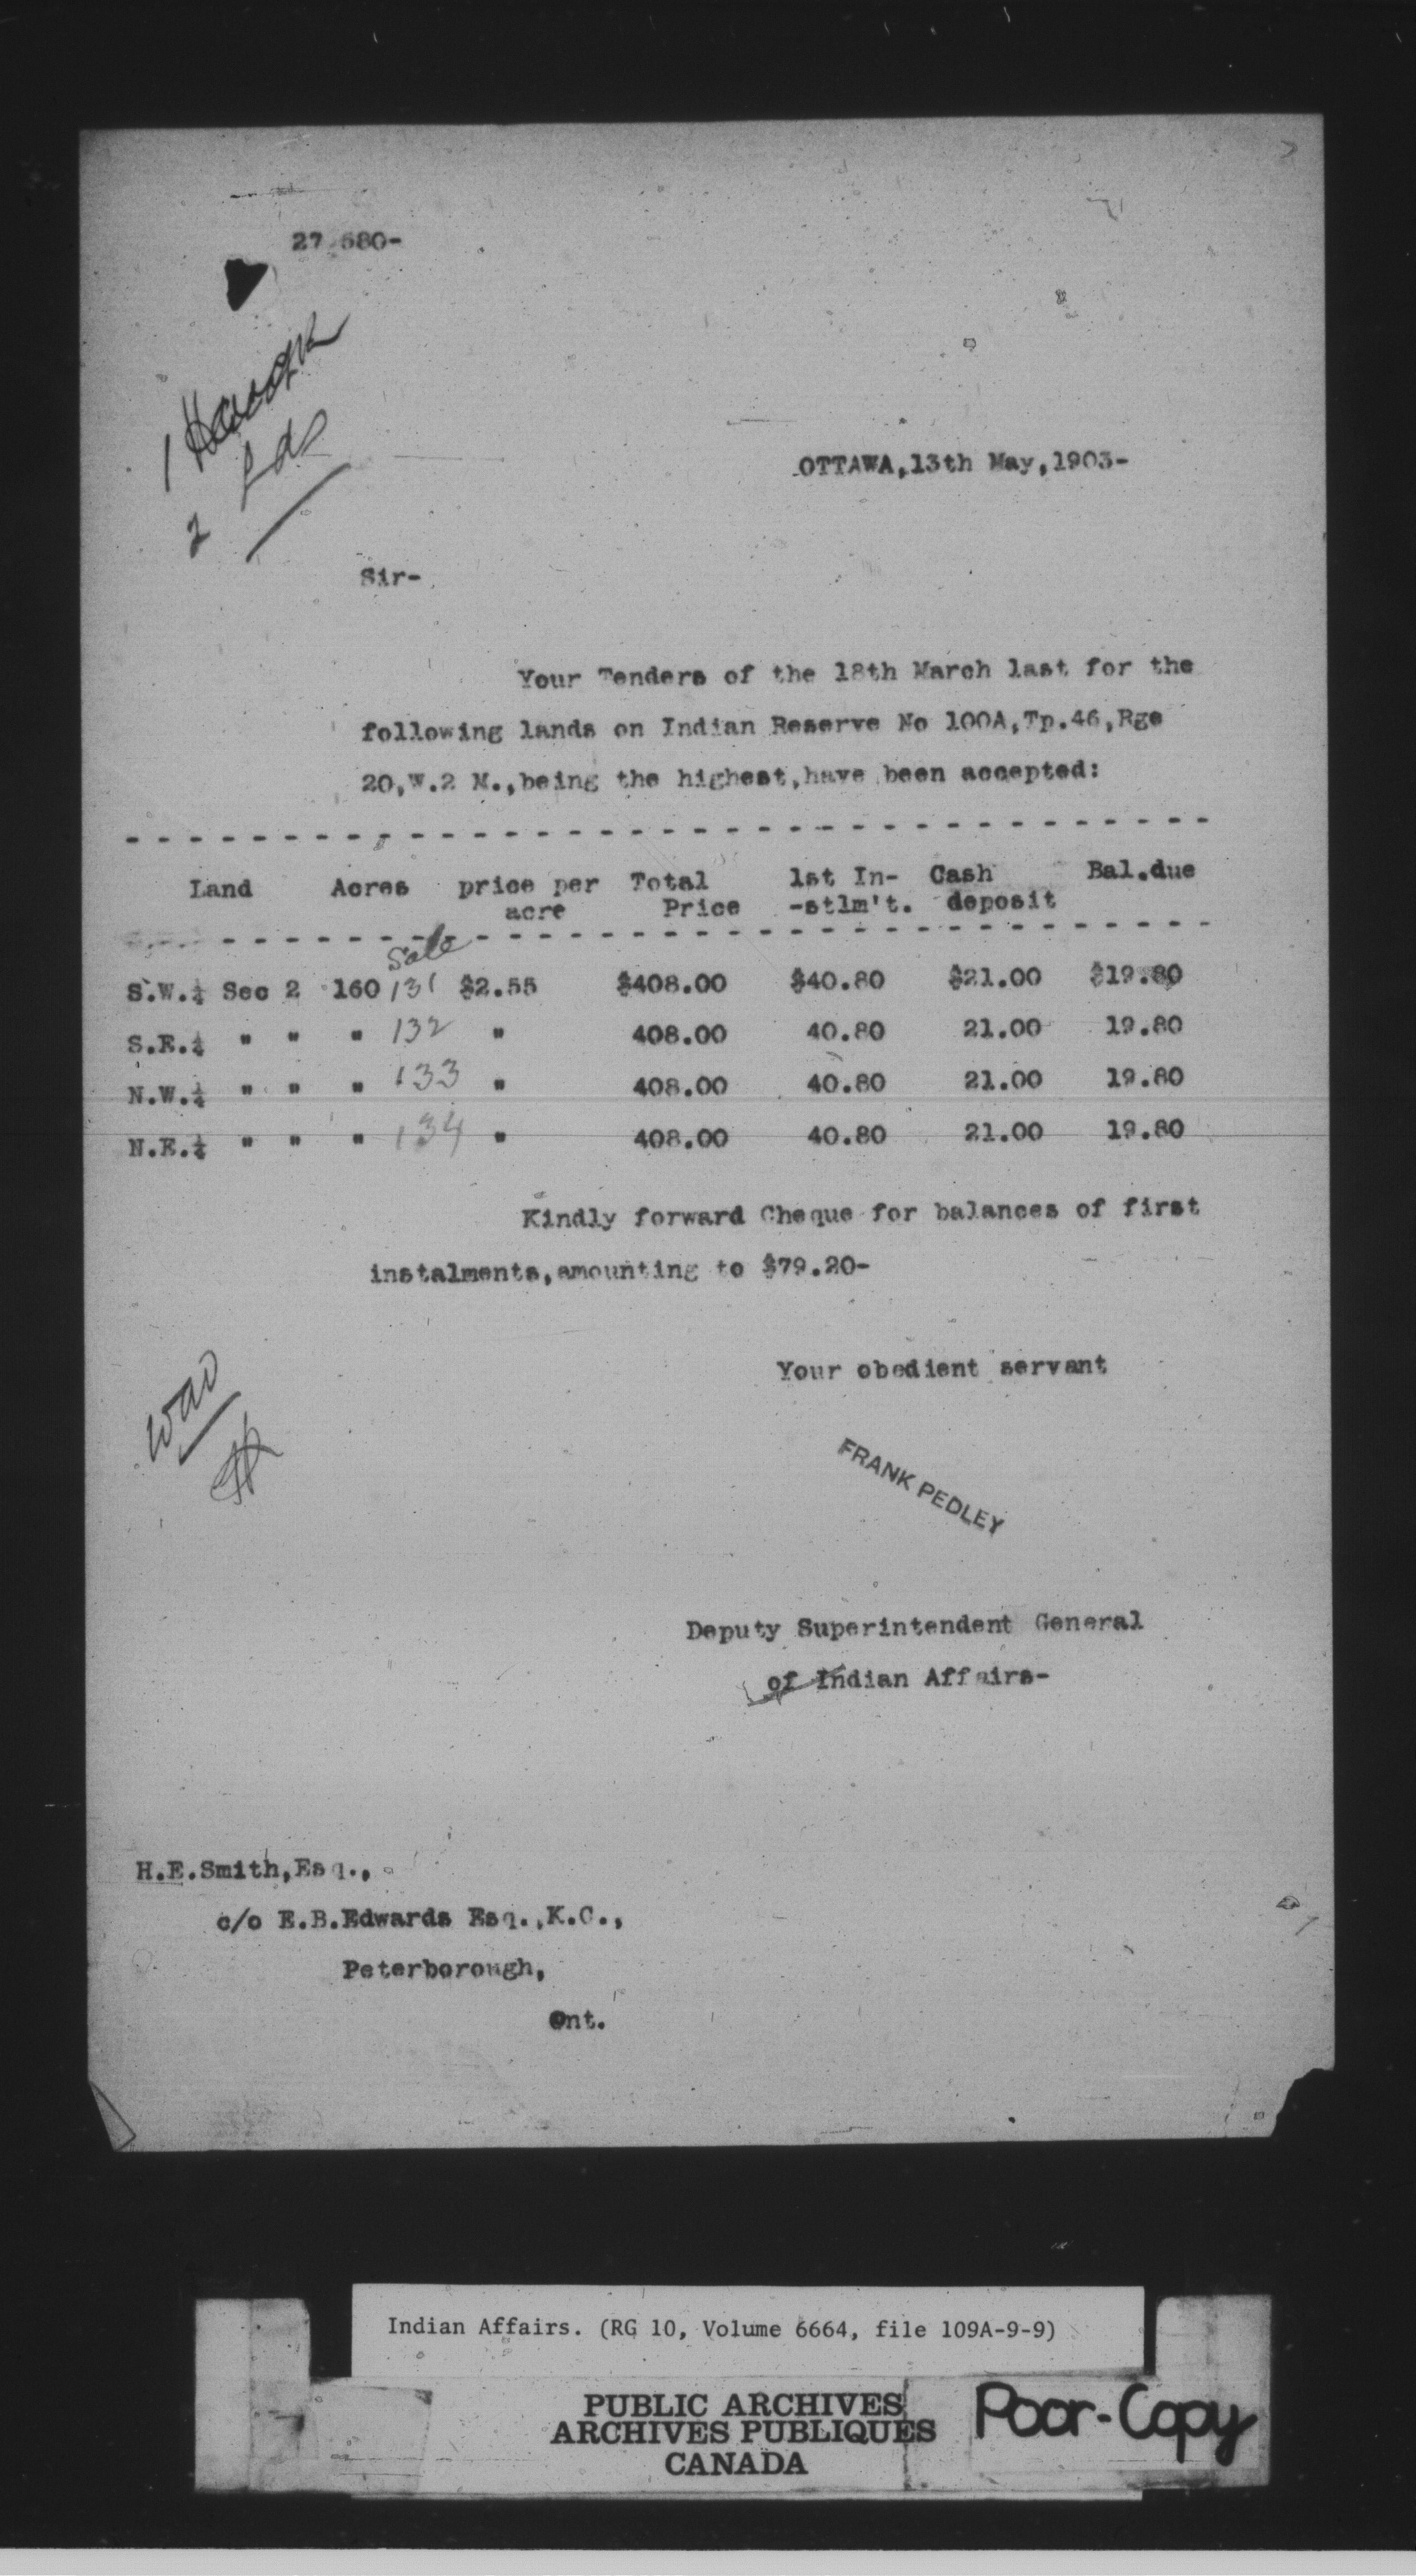 OTTAWA,13th May,1903-
Sir-
Your Tenders of the 18th March last for the
following lands on Indian Reserve No 100A,Tp.46,Rge
20,W.2 M.,being the highest,have been accepted:
Land Acres price per acre Total Price 1st In--stlm't. Cash deposit Bal.due
Sale
S.W.¼ Sec 2 160 131 $2.55 $408.00 $40.80 $21.00 $19.80
S.E.¼ " " " 132 " 408.00 40.80 21.00 19.80
N.W.¼ " " " 133 " 408.00 40.80 21.00 19.80
N.E.¼ " " " 134 " 408.00 40.80 21.00 19.80
Kindly forward Cheque for balances of first
instalments,amounting to $79.20-
Your obedient servant
FRANK PEDLEY
Deputy Superintendent General
of Indian Affairs-
H.E.Smith,Esq.,
c/o E.B.Edwards Esq.,K.C.,
Peterborough,
Ont.
Indian Affairs. (RG 10, Volume 6664, file 109A-9-9)
PUBLIC ARCHIVES
ARCHIVES PUBLIQUES
CANADA
Poor-Copy